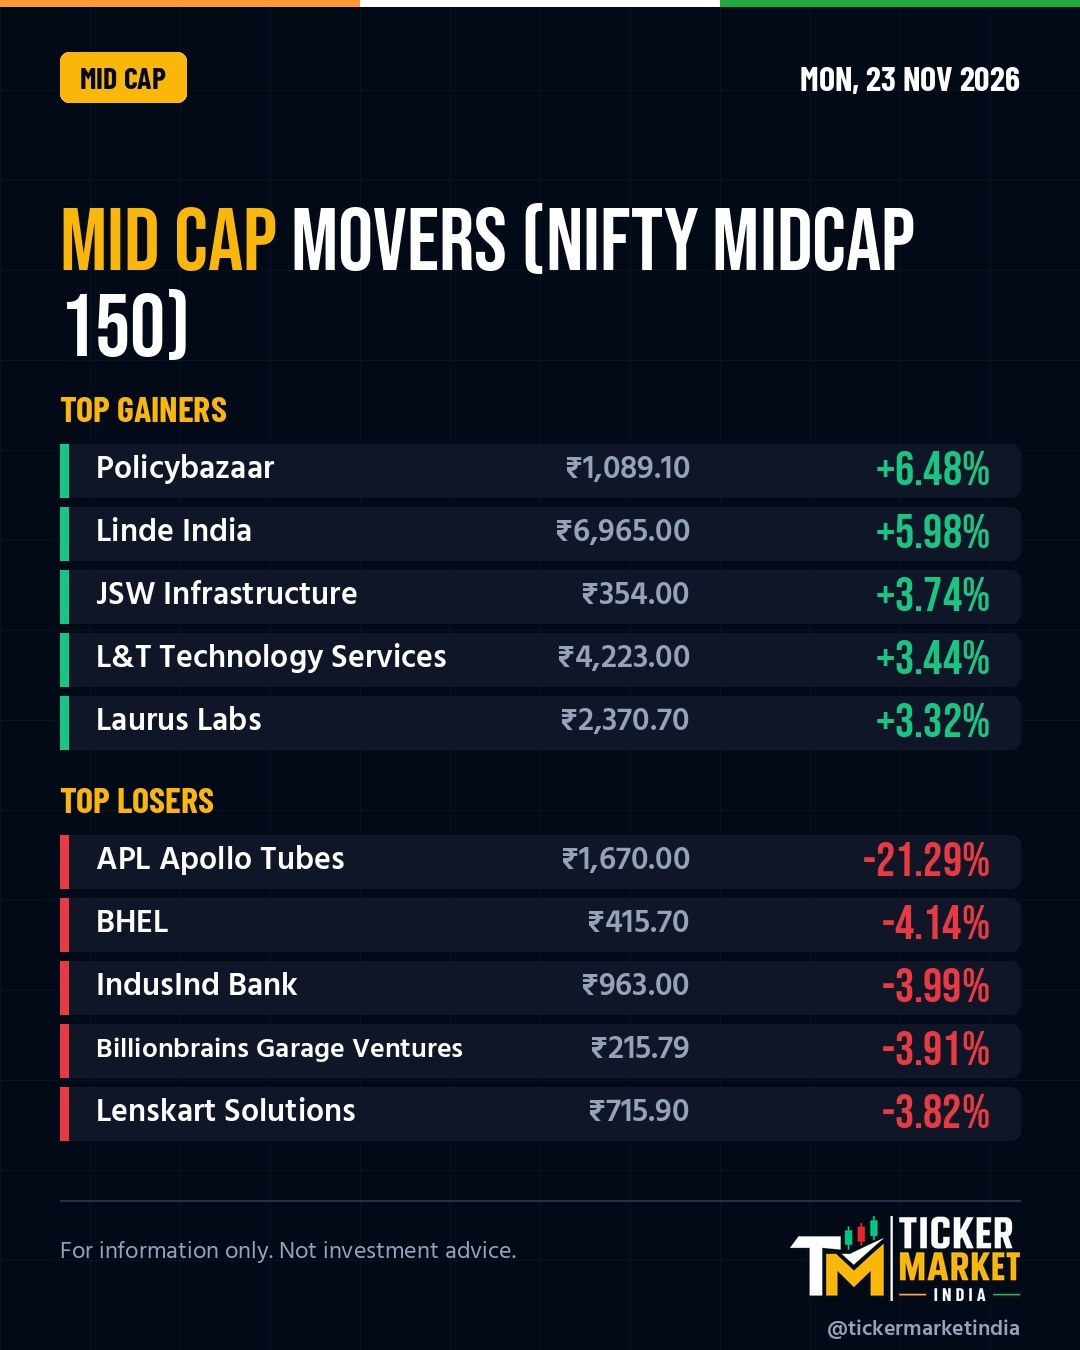 MID CAP
MON, 23 NOV 2026
MID CAP MOVERS (NIFTY MIDCAP
150)
TOP GAINERS
Policybazaar ₹1,089.10 +6.48%
Linde India ₹6,965.00 +5.98%
JSW Infrastructure ₹354.00 +3.74%
L&T Technology Services ₹4,223.00 +3.44%
Laurus Labs ₹2,370.70 +3.32%
TOP LOSERS
APL Apollo Tubes ₹1,670.00 -21.29%
BHEL ₹415.70 -4.14%
IndusInd Bank ₹963.00 -3.99%
Billionbrains Garage Ventures ₹215.79 -3.91%
Lenskart Solutions ₹715.90 -3.82%
For information only. Not investment advice.
TM
TICKER
MARKET
INDIA
@tickermarketindia